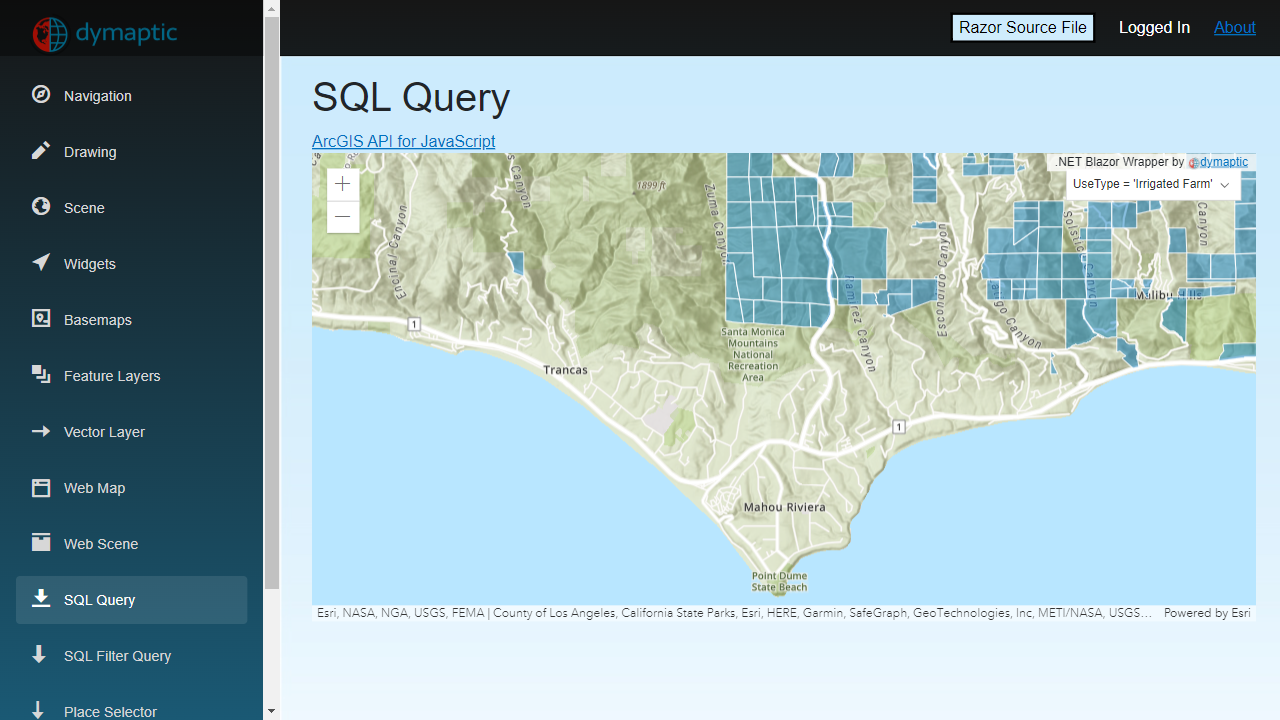 dymaptic
Razor Source File
Logged In
About
Navigation
Drawing
Scene
Widgets
Basemaps
Feature Layers
Vector Layer
Web Map
Web Scene
SQL Query
SQL Filter Query
Place Selector
SQL Query
ArcGIS API for JavaScript
.NET Blazor Wrapper by dymaptic
UseType = 'Irrigated Farm'
+
−
1899 ft
Zuma Canyon
Encinal Canyon
Canyon
Ramirez Canyon
Escondido Canyon
Solstice Canyon
Canyon
Malibu Hills
1
Santa Monica
Mountains
National
Recreation
Area
Trancas
1
Mahou Riviera
Point Dume
State Beach
Esri, NASA, NGA, USGS, FEMA | County of Los Angeles, California State Parks, Esri, HERE, Garmin, SafeGraph, GeoTechnologies, Inc, METI/NASA, USGS...
Powered by Esri